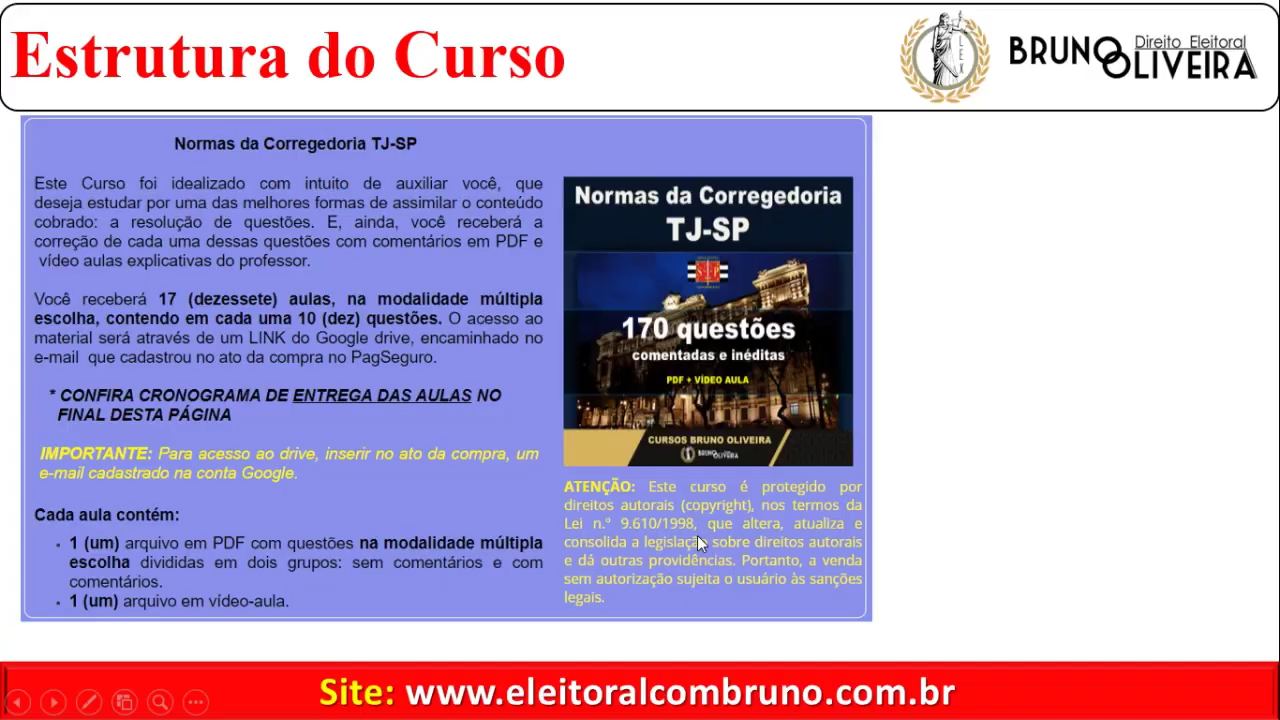 Estrutura do Curso
LEX
Direito Eleitoral
BRUNO OLIVEIRA
Normas da Corregedoria TJ-SP
Este Curso foi idealizado com intuito de auxiliar você, que
deseja estudar por uma das melhores formas de assimilar o conteúdo
cobrado: a resolução de questões. E, ainda, você receberá a
correção de cada uma dessas questões com comentários em PDF e
vídeo aulas explicativas do professor.
Você receberá 17 (dezessete) aulas, na modalidade múltipla
escolha, contendo em cada uma 10 (dez) questões. O acesso ao
material será através de um LINK do Google drive, encaminhado no
e-mail que cadastrou no ato da compra no PagSeguro.
* CONFIRA CRONOGRAMA DE ENTREGA DAS AULAS NO
FINAL DESTA PÁGINA
IMPORTANTE: Para acesso ao drive, inserir no ato da compra, um
e-mail cadastrado na conta Google.
Cada aula contém:
• 1 (um) arquivo em PDF com questões na modalidade múltipla
escolha divididas em dois grupos: sem comentários e com
comentários.
• 1 (um) arquivo em vídeo-aula.
Normas da Corregedoria
TJ-SP
170 questões
comentadas e inéditas
PDF + VÍDEO AULA
CURSOS BRUNO OLIVEIRA
BRUNO OLIVEIRA
ATENÇÃO: Este curso é protegido por
direitos autorais (copyright), nos termos da
Lei n.º 9.610/1998, que altera, atualiza e
consolida a legislação sobre direitos autorais
e dá outras providências. Portanto, a venda
sem autorização sujeita o usuário às sanções
legais.
Site: www.eleitoralcombruno.com.br